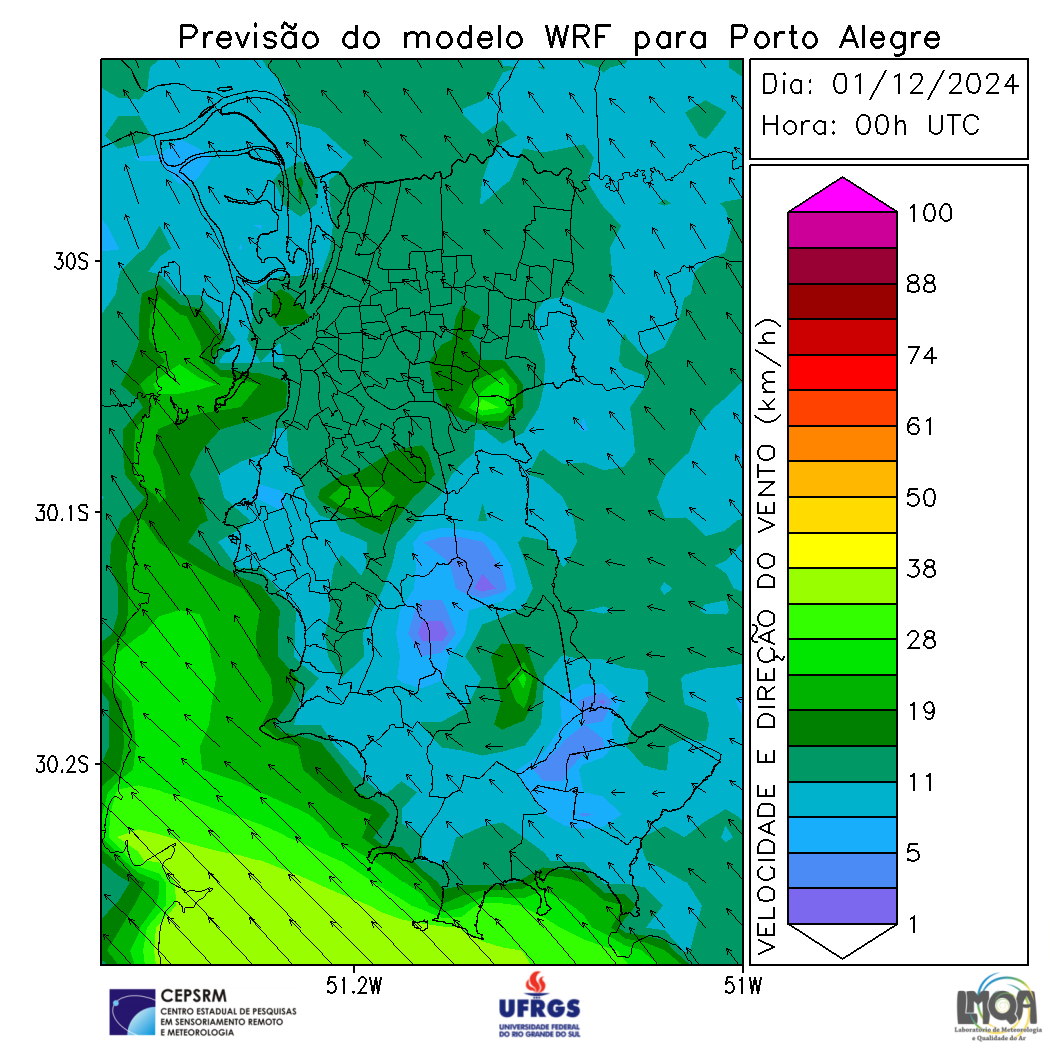 Previsão do modelo WRF para Porto Alegre
Dia: 01/12/2024
Hora: 00h UTC
30S
30.1S
30.2S
51.2W
51W
VELOCIDADE E DIREÇÃO DO VENTO (km/h)
100
88
74
61
50
38
28
19
11
5
1
CEPSRM
CENTRO ESTADUAL DE PESQUISAS
EM SENSORIAMENTO REMOTO
E METEOROLOGIA
UFRGS
UNIVERSIDADE FEDERAL
DO RIO GRANDE DO SUL
LMQA
Laboratório de Meteorologia
e Qualidade do Ar